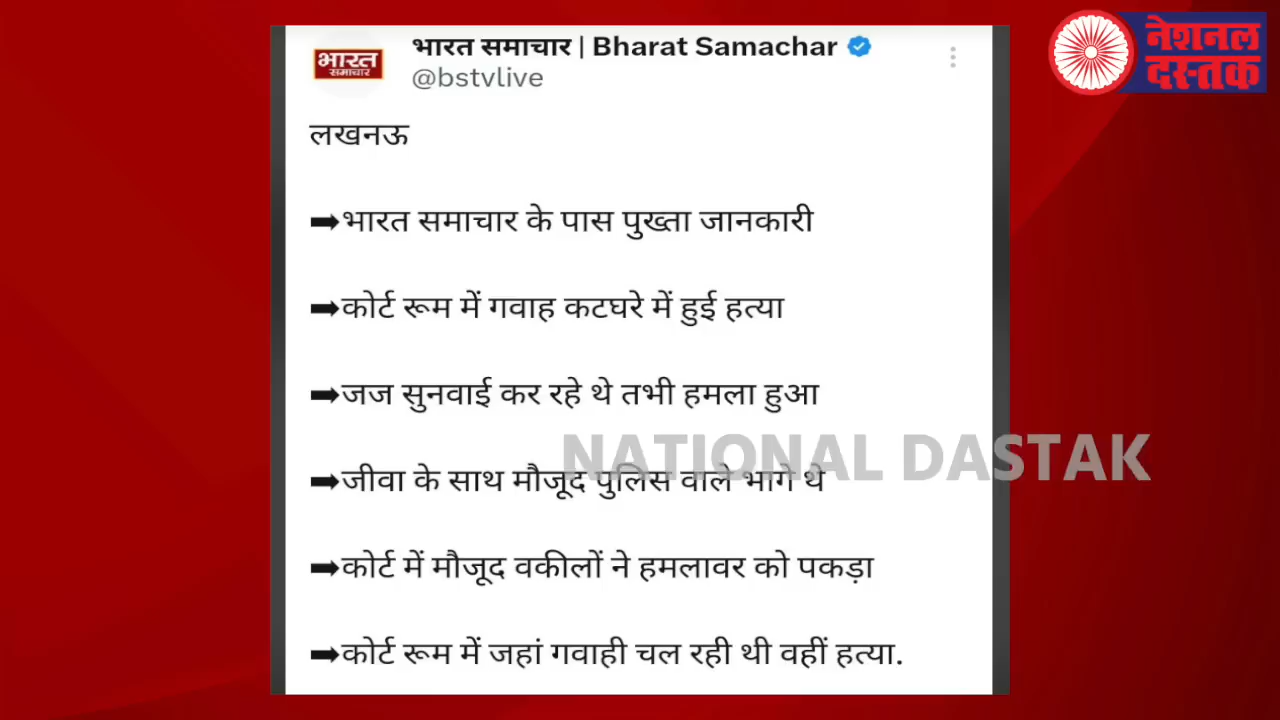 भारत समाचार
भारत समाचार | Bharat Samachar
@bstvlive
नेशनल
दस्तक
लखनऊ
➡भारत समाचार के पास पुख्ता जानकारी
➡कोर्ट रूम में गवाह कटघरे में हुई हत्या
➡जज सुनवाई कर रहे थे तभी हमला हुआ
NATIONAL DASTAK
➡जीवा के साथ मौजूद पुलिस वाले भागे थे
➡कोर्ट में मौजूद वकीलों ने हमलावर को पकड़ा
➡कोर्ट रूम में जहां गवाही चल रही थी वहीं हत्या.